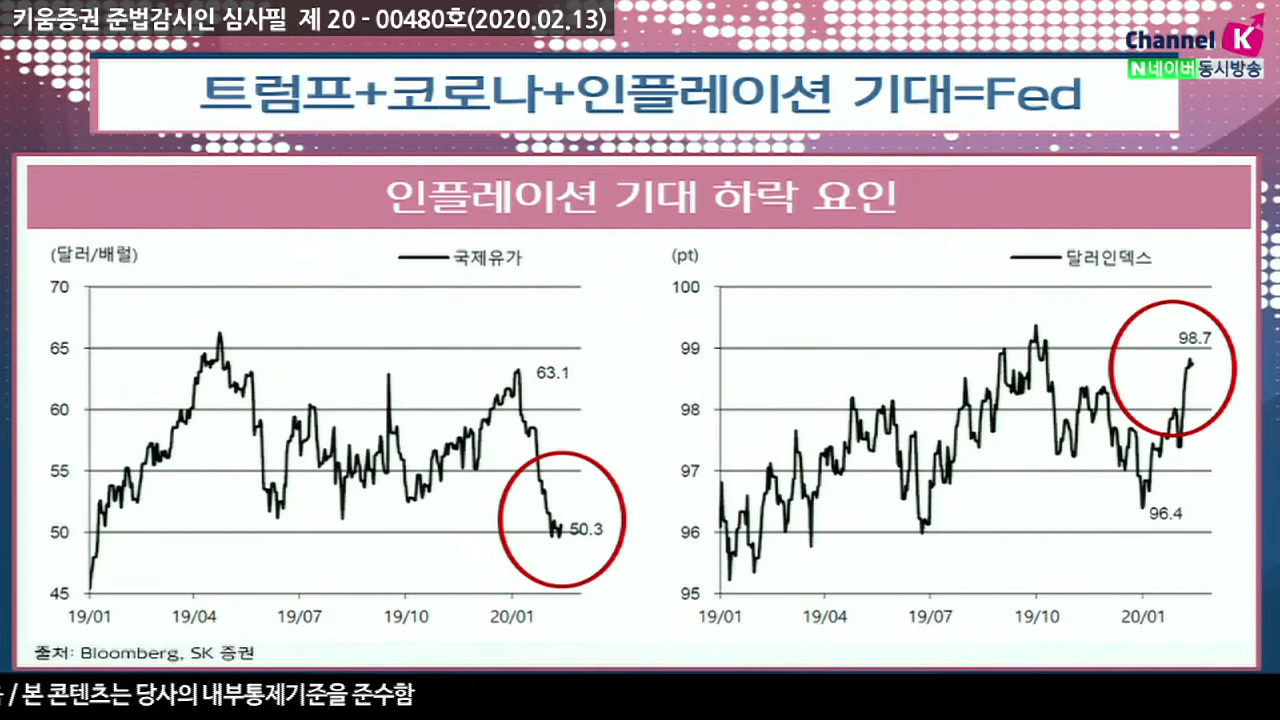 키움증권 준법감시인 심사필 제 20 - 00480호(2020.02.13)
Channel K
N 네이버 동시방송
트럼프+코로나+인플레이션 기대=Fed
인플레이션 기대 하락 요인
(달러/배럴)
국제유가
70
65
60
55
50
45
63.1
50.3
19/01 19/04 19/07 19/10 20/01
(pt)
달러인덱스
100
99
98
97
96
95
98.7
96.4
19/01 19/04 19/07 19/10 20/01
출처: Bloomberg, SK 증권
/ 본 콘텐츠는 당사의 내부통제기준을 준수함